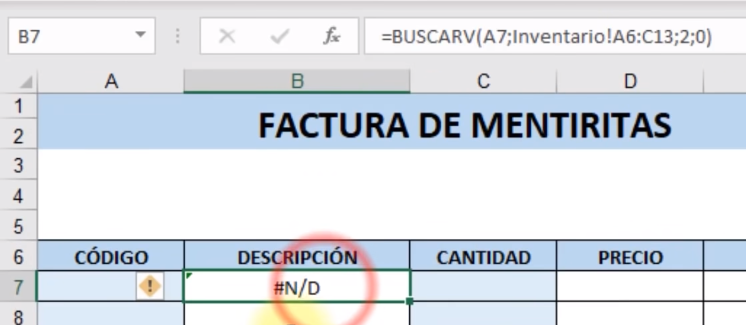 B7 fx =BUSCARV(A7;Inventario!A6:C13;2;0)
A B C D
1
FACTURA DE MENTIRITAS
2
3
4
5
6 CÓDIGO DESCRIPCIÓN CANTIDAD PRECIO
7 ! #N/D
8